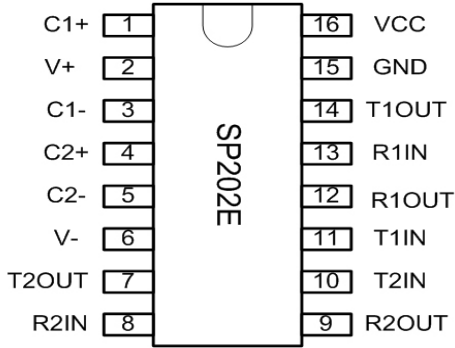 C1+ 1 16 VCC
V+ 2 15 GND
C1- 3 14 T1OUT
C2+ 4 13 R1IN
SP202E
C2- 5 12 R1OUT
V- 6 11 T1IN
T2OUT 7 10 T2IN
R2IN 8 9 R2OUT